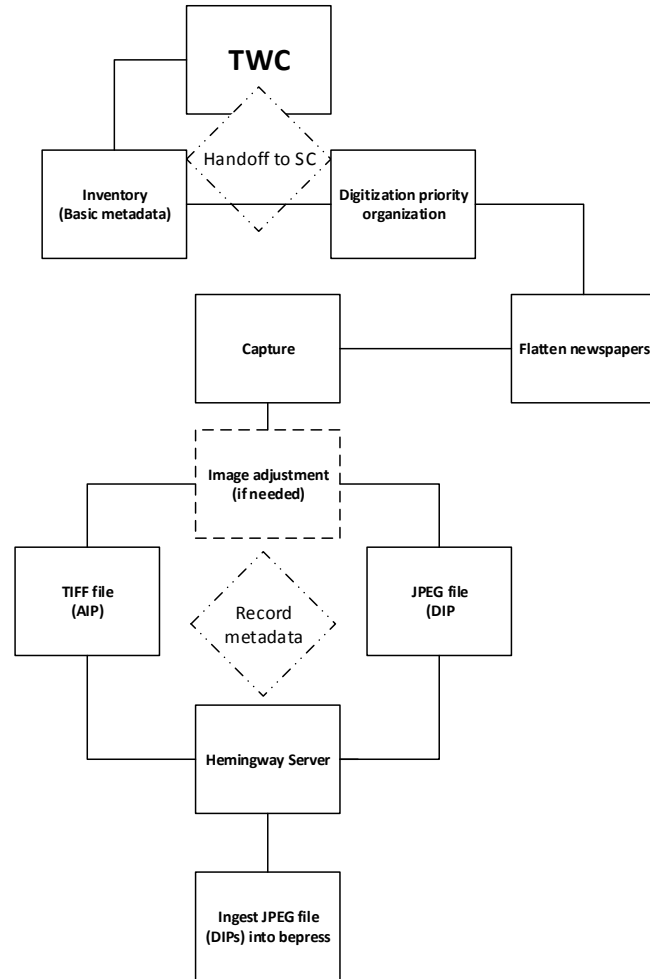 TWC
Handoff to SC
Inventory
(Basic metadata)
Digitization priority
organization
Capture
Flatten newspapers
Image adjustment
(if needed)
TIFF file
(AIP)
JPEG file
(DIP
Record
metadata
Hemingway Server
Ingest JPEG file
(DIPs) into bepress